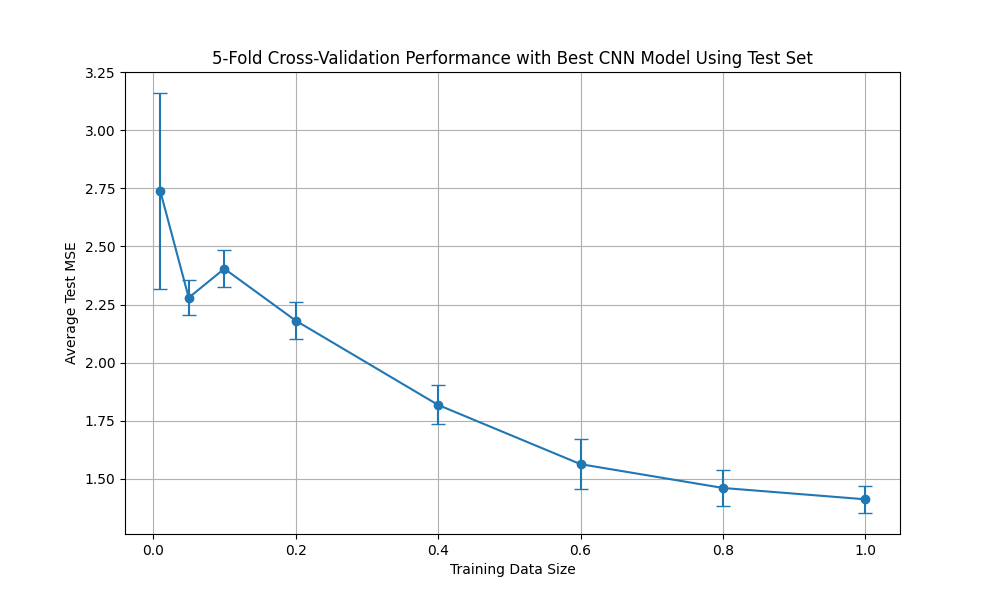 5-Fold Cross-Validation Performance with Best CNN Model Using Test Set
3.25
3.00
2.75
2.50
2.25
2.00
1.75
1.50
Average Test MSE
0.0 0.2 0.4 0.6 0.8 1.0
Training Data Size